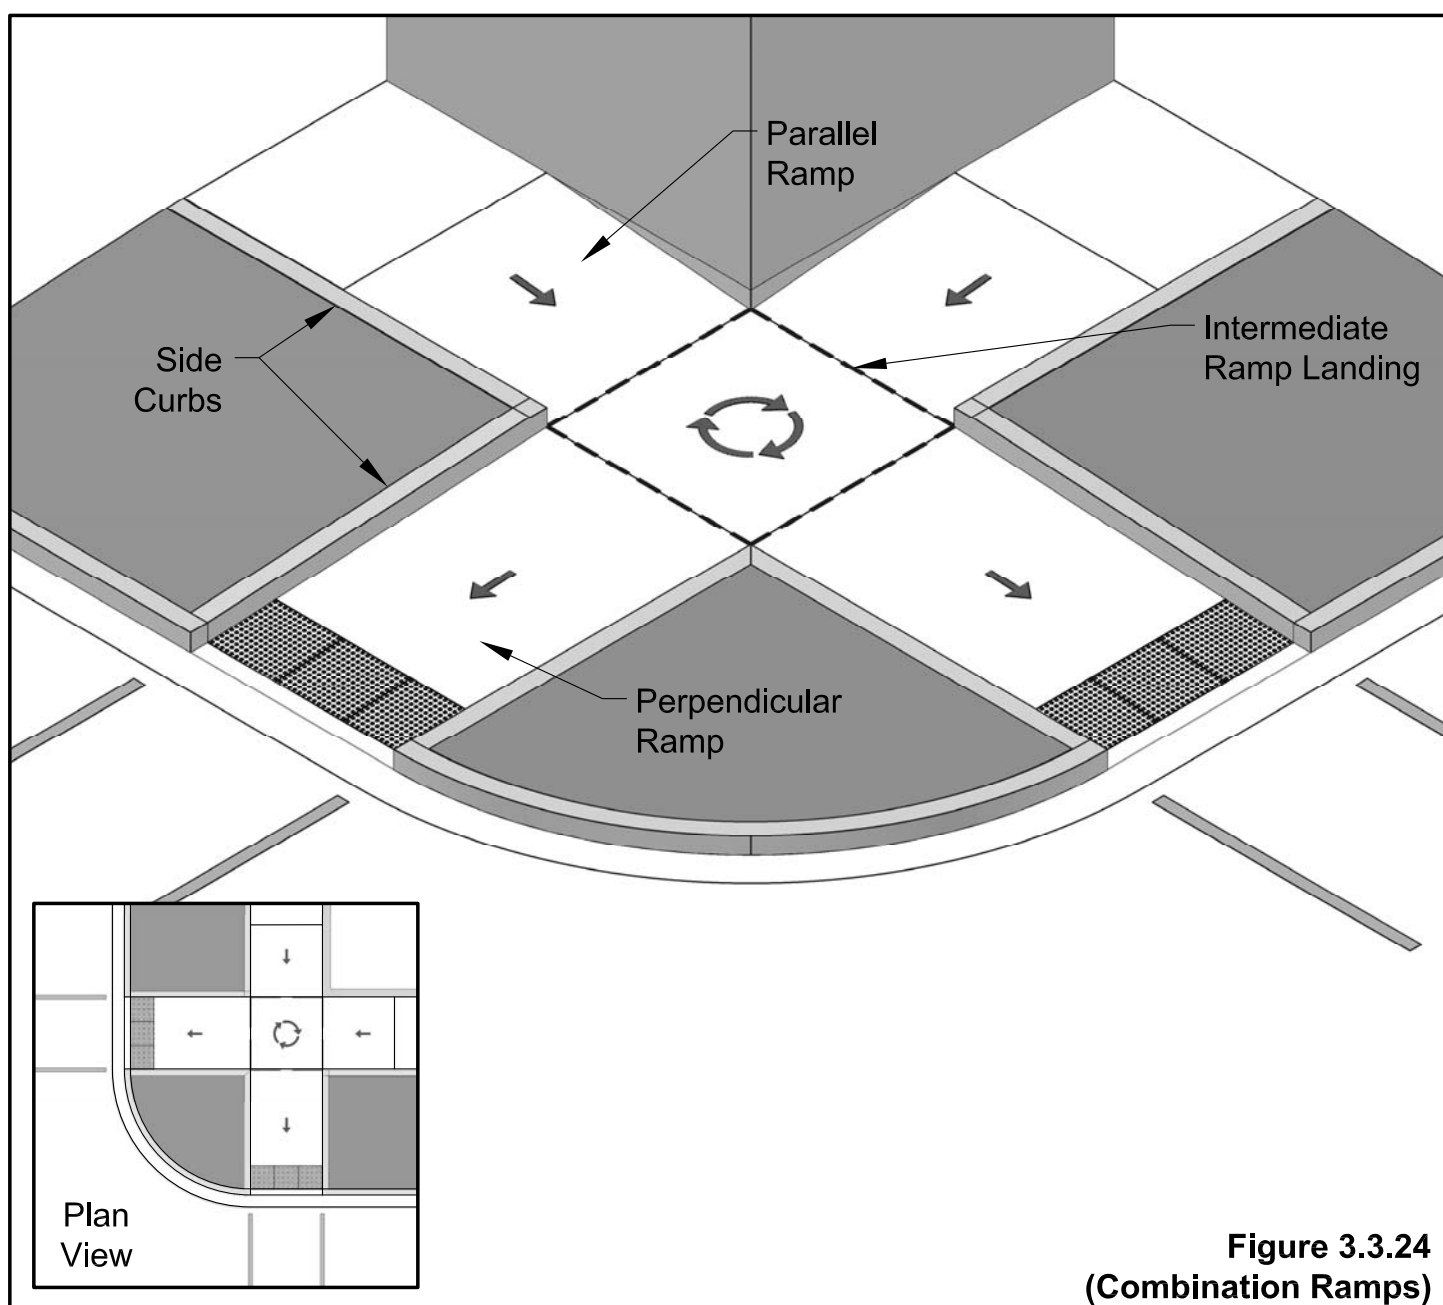 Parallel
Ramp
Intermediate
Ramp Landing
Side
Curbs
Perpendicular
Ramp
Plan
View
Figure 3.3.24
(Combination Ramps)